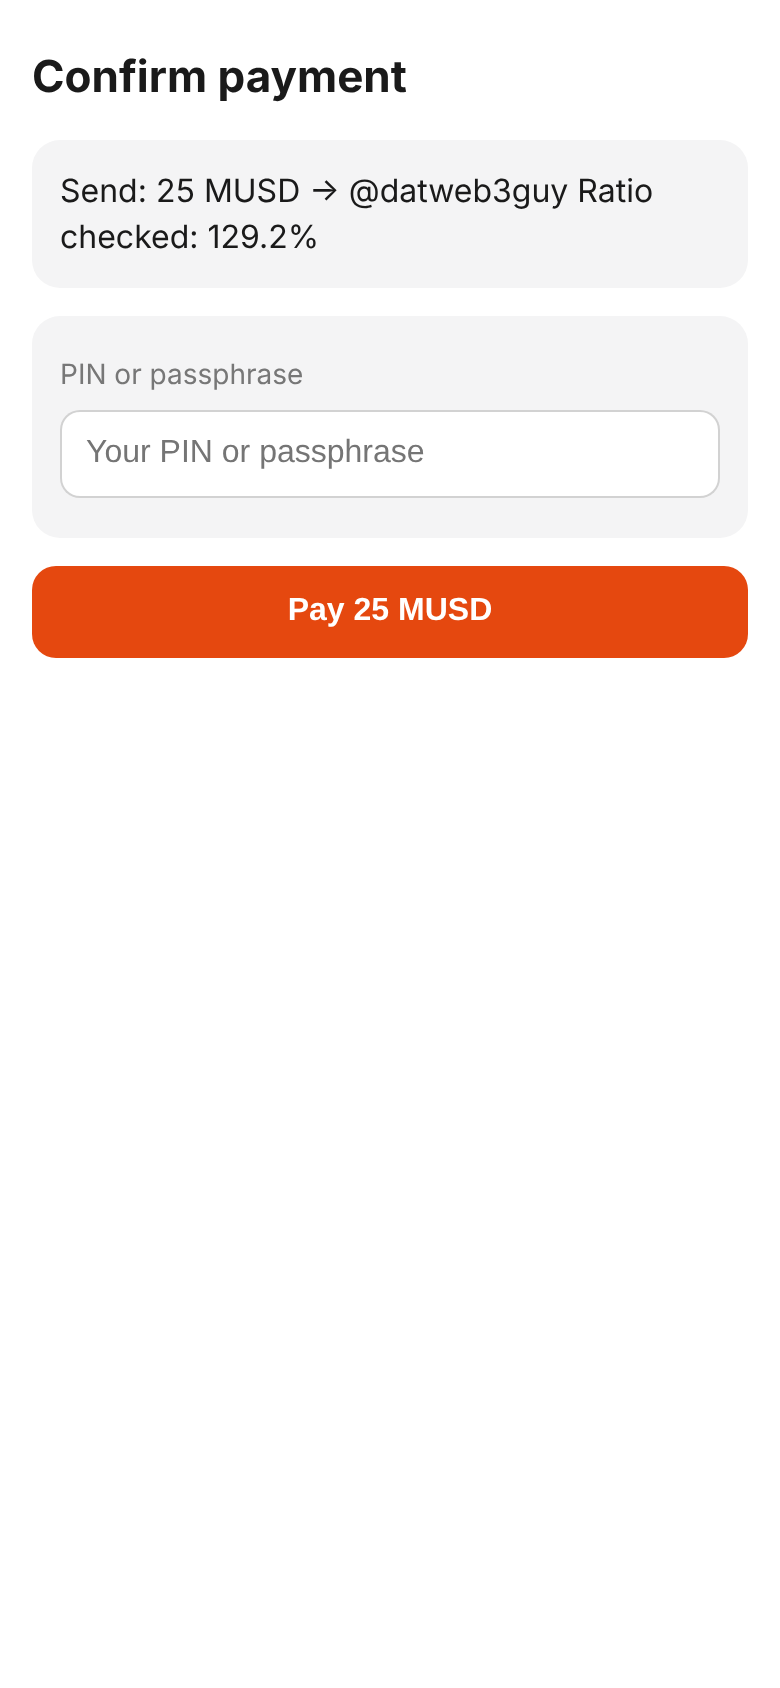 Confirm payment
Send: 25 MUSD → @datweb3guy Ratio
checked: 129.2%
PIN or passphrase
Your PIN or passphrase
Pay 25 MUSD